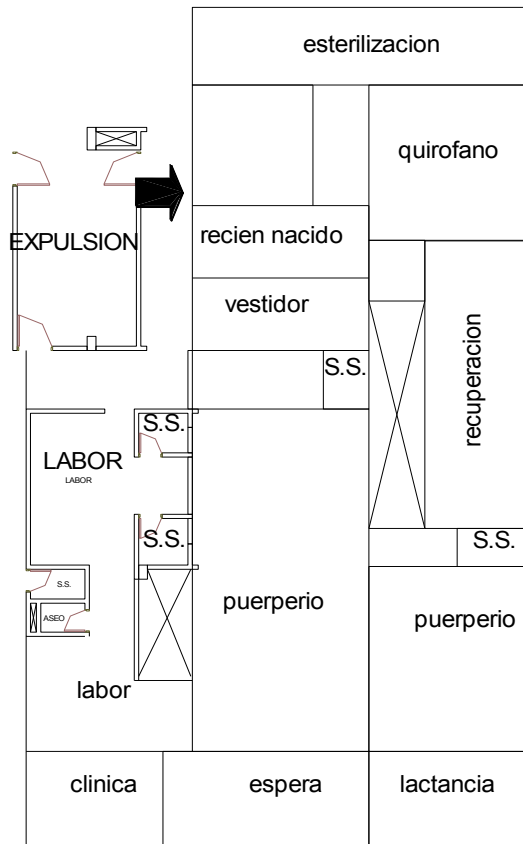 esterilizacion
quirofano
EXPULSION
recien nacido
vestidor
recuperacion
S.S.
S.S.
LABOR
LABOR
S.S.
S.S.
S.S.
ASEO
puerperio
puerperio
labor
clinica
espera
lactancia